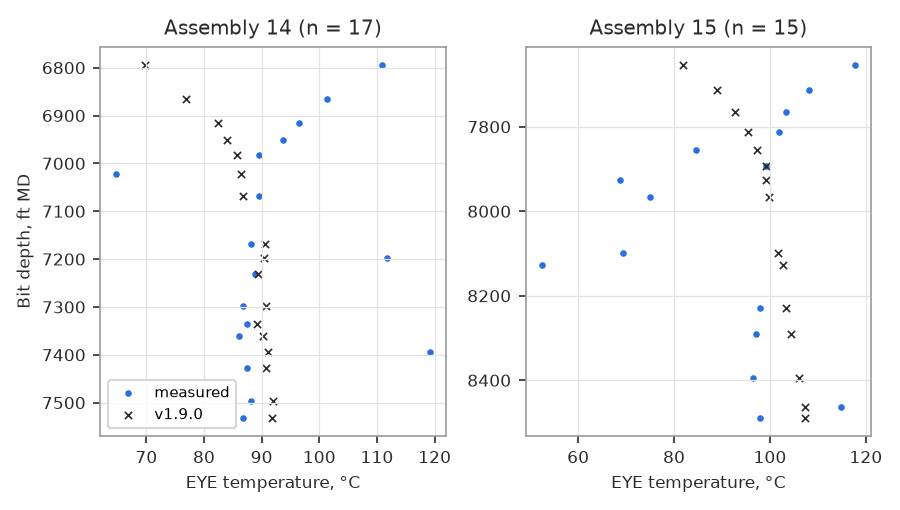 Assembly 14 (n = 17)
Bit depth, ft MD
6800
6900
7000
7100
7200
7300
7400
7500
measured
v1.9.0
70 80 90 100 110 120
EYE temperature, °C
Assembly 15 (n = 15)
7800
8000
8200
8400
60 80 100 120
EYE temperature, °C